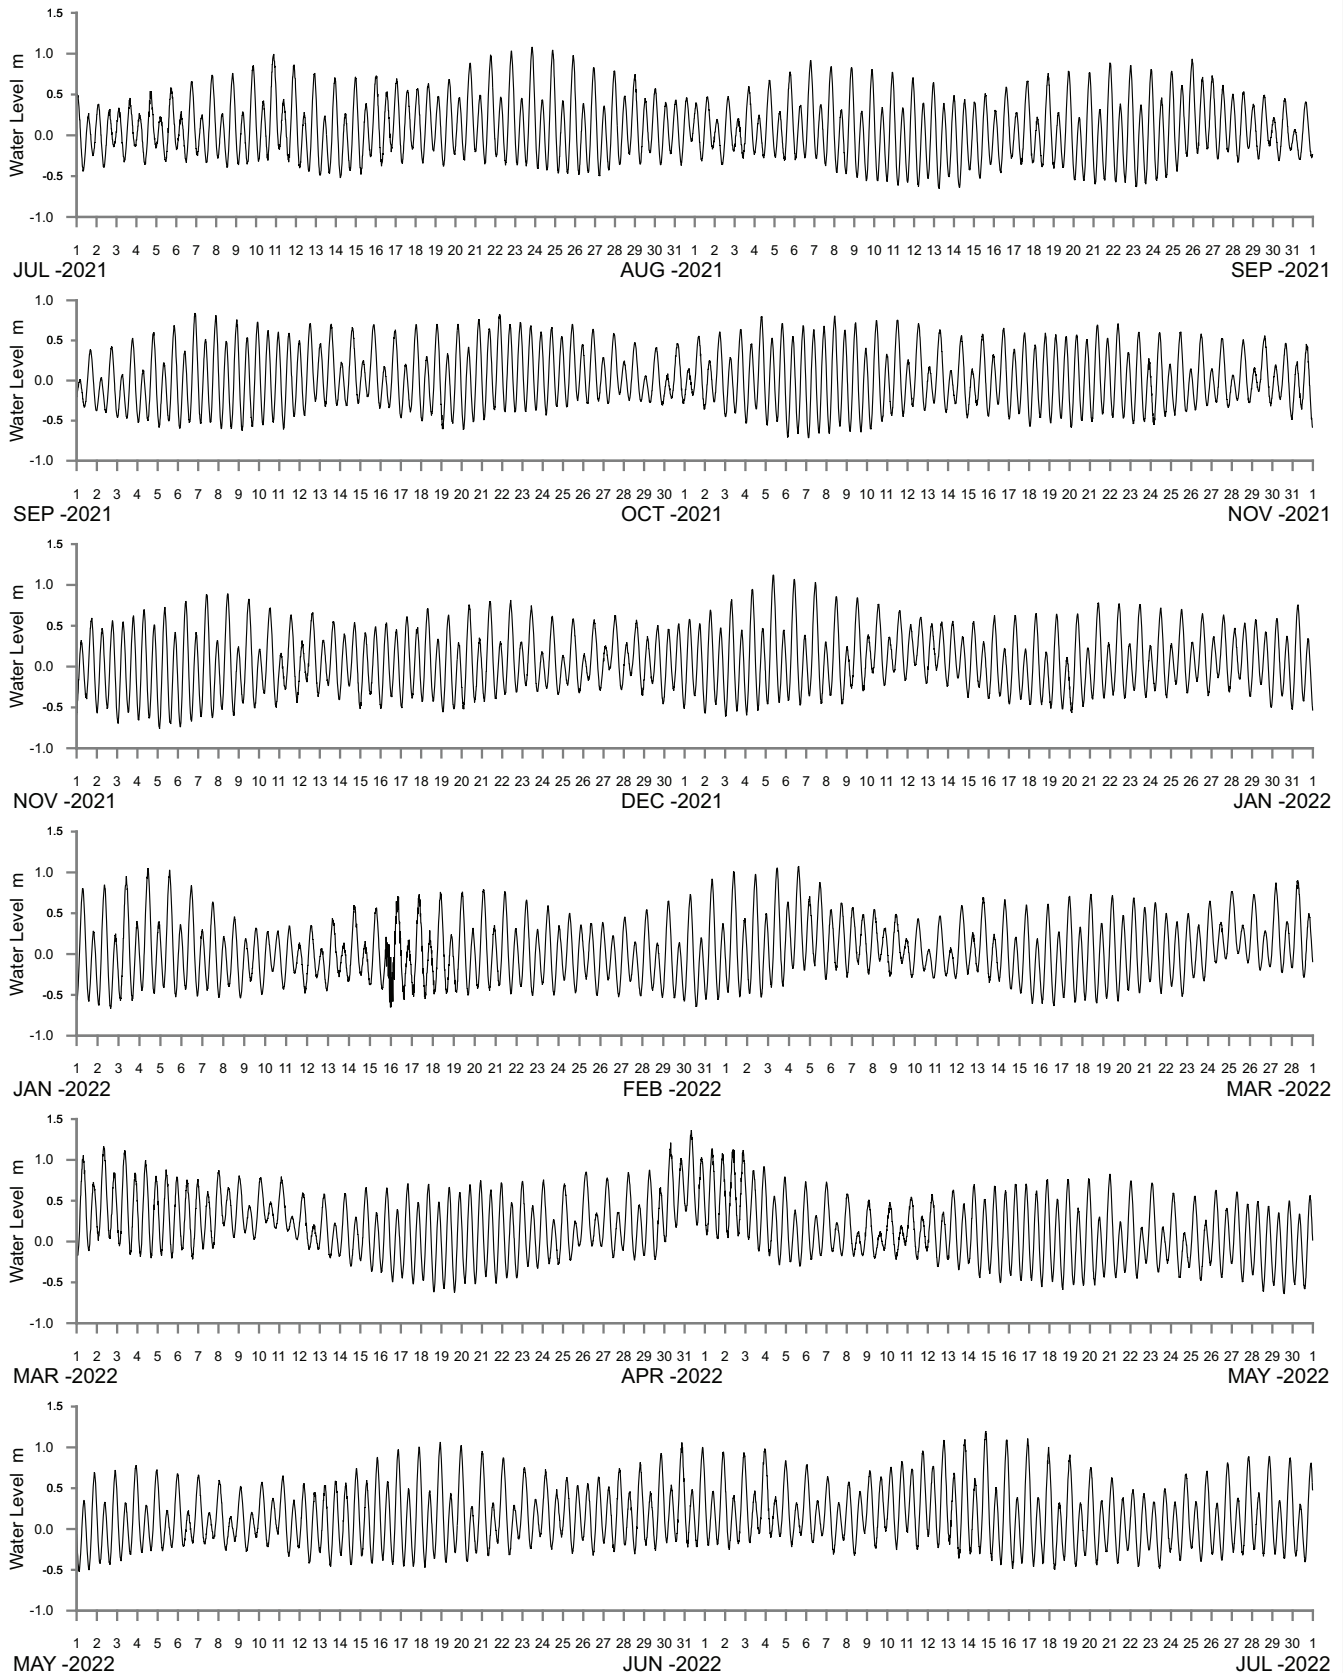 1.5
1.0
0.5
0.0
-0.5
-1.0
Water Level m
1 2 3 4 5 6 7 8 9 10 11 12 13 14 15 16 17 18 19 20 21 22 23 24 25 26 27 28 29 30 31 1 2 3 4 5 6 7 8 9 10 11 12 13 14 15 16 17 18 19 20 21 22 23 24 25 26 27 28 29 30 31 1
JUL -2021 AUG -2021 SEP -2021
1.0
0.5
0.0
-0.5
-1.0
Water Level m
1 2 3 4 5 6 7 8 9 10 11 12 13 14 15 16 17 18 19 20 21 22 23 24 25 26 27 28 29 30 1 2 3 4 5 6 7 8 9 10 11 12 13 14 15 16 17 18 19 20 21 22 23 24 25 26 27 28 29 30 31 1
SEP -2021 OCT -2021 NOV -2021
1.5
1.0
0.5
0.0
-0.5
-1.0
Water Level m
1 2 3 4 5 6 7 8 9 10 11 12 13 14 15 16 17 18 19 20 21 22 23 24 25 26 27 28 29 30 1 2 3 4 5 6 7 8 9 10 11 12 13 14 15 16 17 18 19 20 21 22 23 24 25 26 27 28 29 30 31 1
NOV -2021 DEC -2021 JAN -2022
1.5
1.0
0.5
0.0
-0.5
-1.0
Water Level m
1 2 3 4 5 6 7 8 9 10 11 12 13 14 15 16 17 18 19 20 21 22 23 24 25 26 27 28 29 30 31 1 2 3 4 5 6 7 8 9 10 11 12 13 14 15 16 17 18 19 20 21 22 23 24 25 26 27 28 1
JAN -2022 FEB -2022 MAR -2022
1.5
1.0
0.5
0.0
-0.5
-1.0
Water Level m
1 2 3 4 5 6 7 8 9 10 11 12 13 14 15 16 17 18 19 20 21 22 23 24 25 26 27 28 29 30 31 1 2 3 4 5 6 7 8 9 10 11 12 13 14 15 16 17 18 19 20 21 22 23 24 25 26 27 28 29 30 1
MAR -2022 APR -2022 MAY -2022
1.5
1.0
0.5
0.0
-0.5
-1.0
Water Level m
1 2 3 4 5 6 7 8 9 10 11 12 13 14 15 16 17 18 19 20 21 22 23 24 25 26 27 28 29 30 31 1 2 3 4 5 6 7 8 9 10 11 12 13 14 15 16 17 18 19 20 21 22 23 24 25 26 27 28 29 30 1
MAY -2022 JUN -2022 JUL -2022